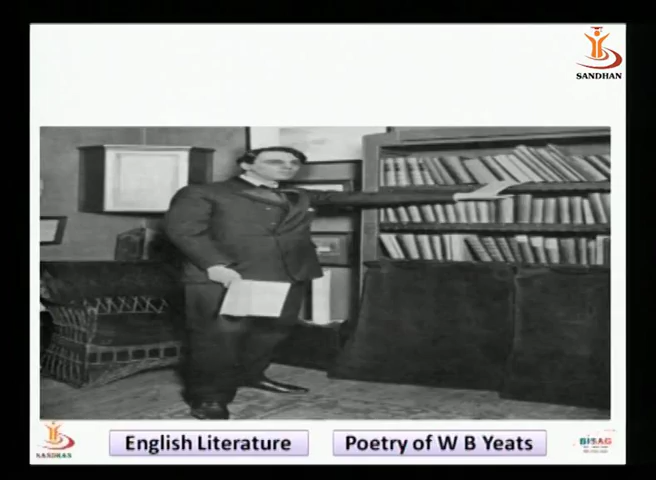 SANDHAN
SANDHAN
English Literature
Poetry of W B Yeats
BISAG